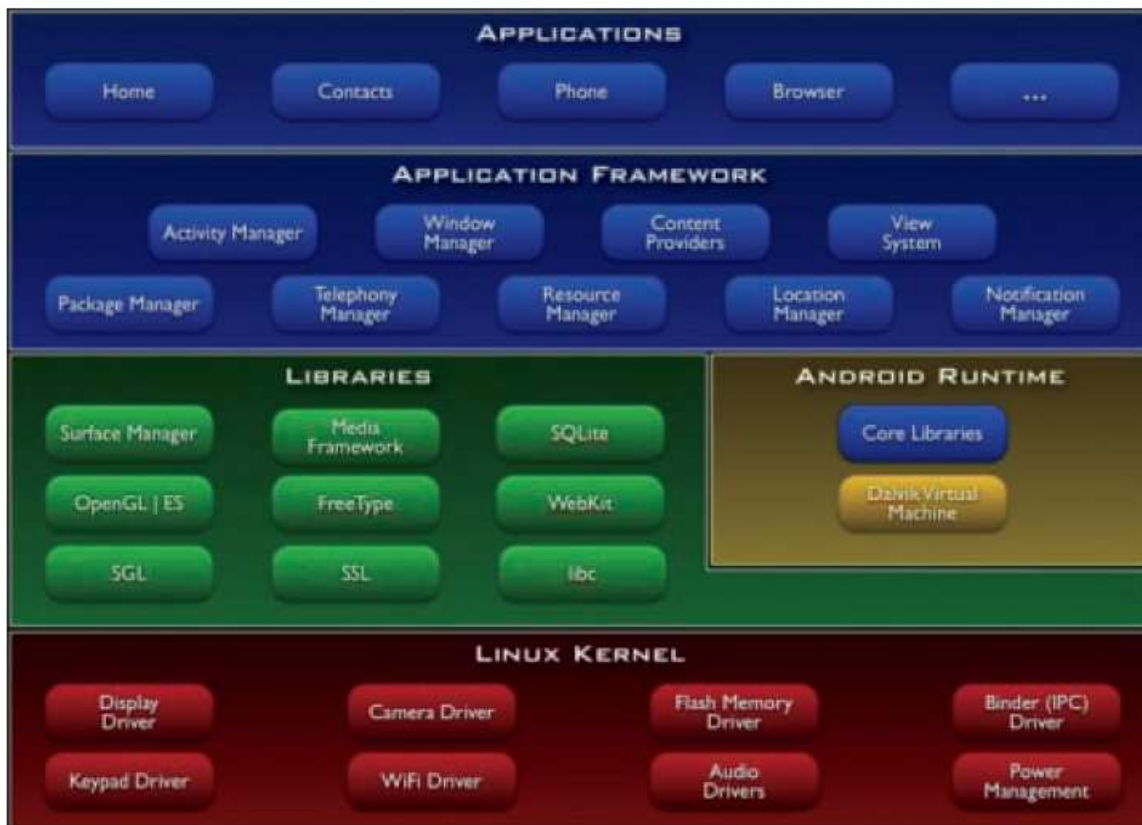 APPLICATIONS
Home
Contacts
Phone
Browser
...
APPLICATION FRAMEWORK
Activity Manager
Window
Manager
Content
Providers
View
System
Package Manager
Telephony
Manager
Resource
Manager
Location
Manager
Notification
Manager
LIBRARIES
Surface Manager
Media
Framework
SQLite
OpenGL | ES
FreeType
WebKit
SGL
SSL
libc
ANDROID RUNTIME
Core Libraries
Dalvik Virtual
Machine
LINUX KERNEL
Display
Driver
Camera Driver
Flash Memory
Driver
Binder (IPC)
Driver
Keypad Driver
WiFi Driver
Audio
Drivers
Power
Management